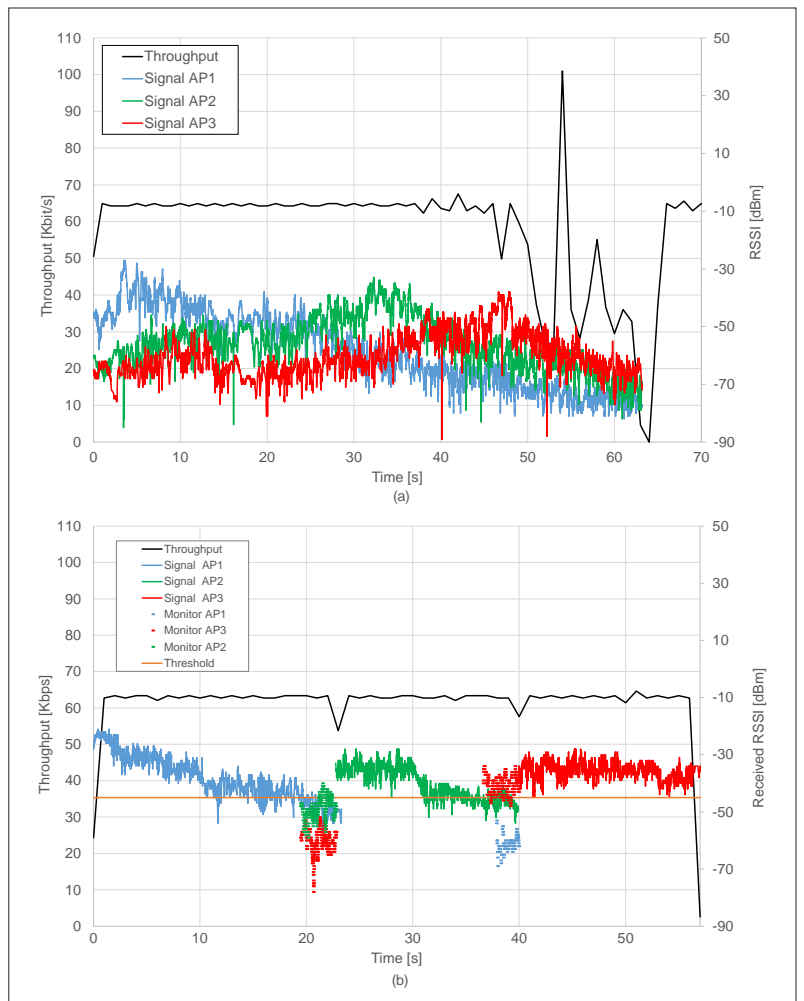 110
100
90
80
70
60
50
40
30
20
10
0
Throughput [Kbit/s]
Throughput
Signal AP1
Signal AP2
Signal AP3
50
30
10
-10
-30
-50
-70
-90
RSSI [dBm]
0 10 20 30 40 50 60 70
Time [s]
(a)
110
100
90
80
70
60
50
40
30
20
10
0
Throughput [Kbps]
Throughput
Signal AP1
Signal AP2
Signal AP3
Monitor AP1
Monitor AP3
Monitor AP2
Threshold
50
30
10
-10
-30
-50
-70
-90
Received RSSI [dBm]
0 10 20 30 40 50
Time [s]
(b)